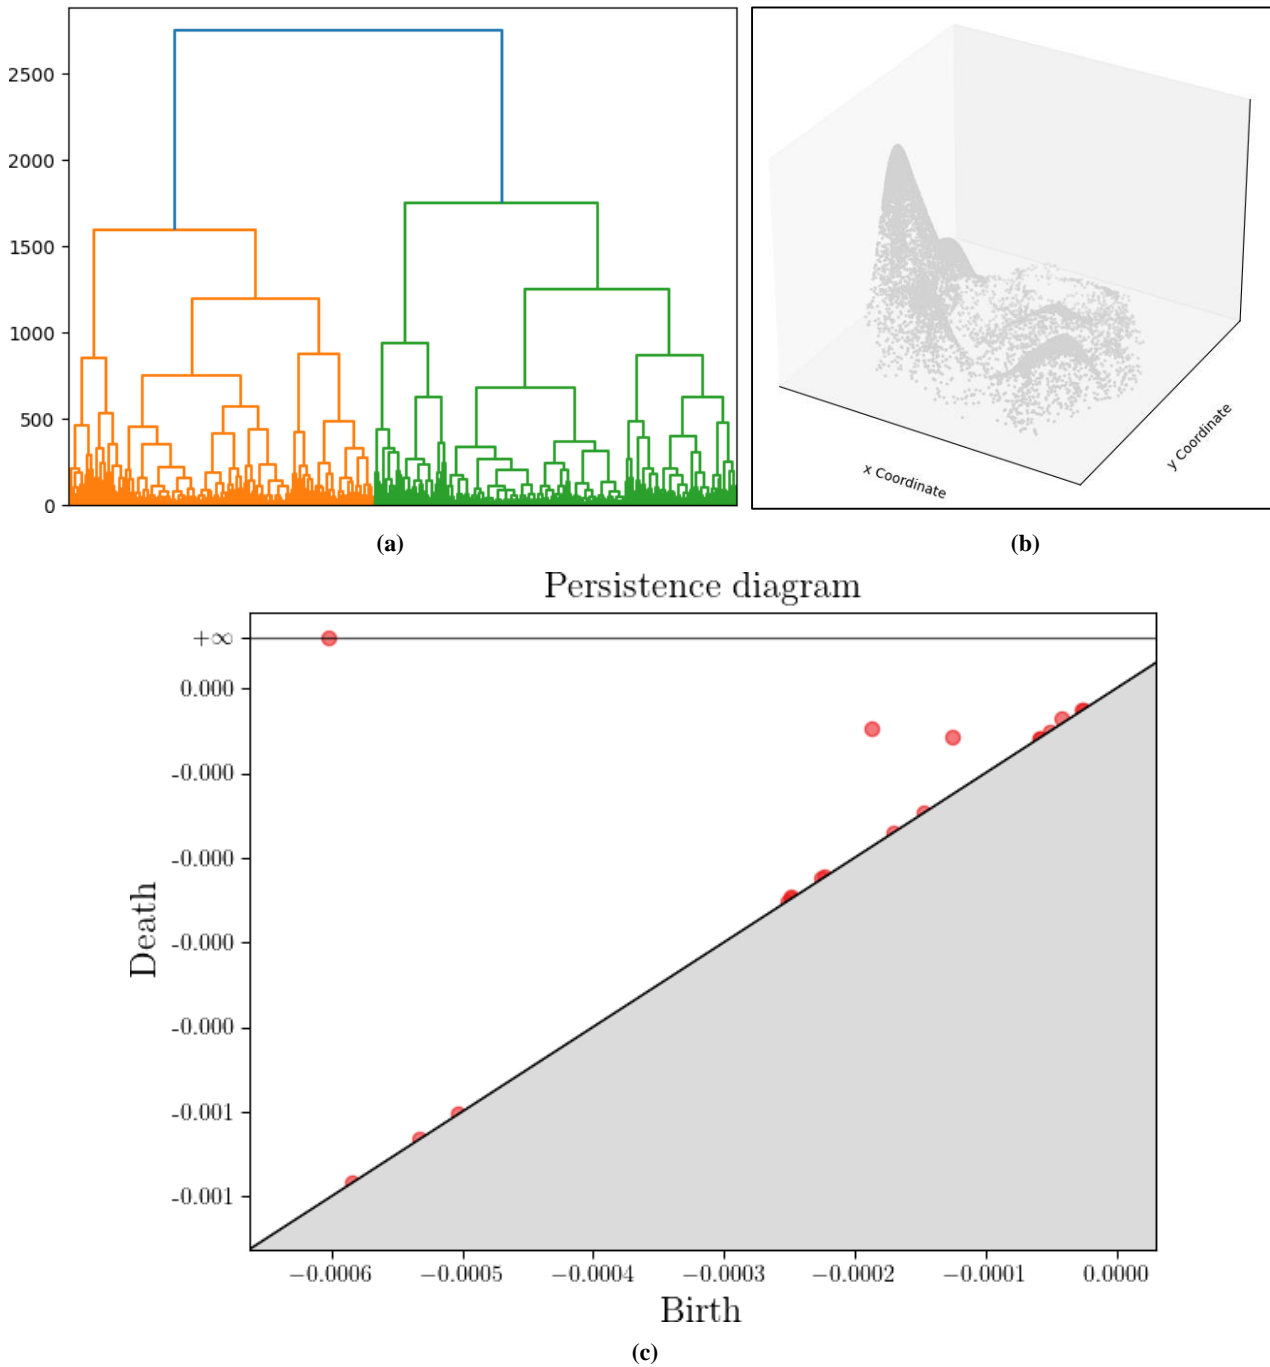 2500
2000
1500
1000
500
0
x Coordinate
y Coordinate
(a)
(b)
Persistence diagram
+∞
0.000
-0.000
-0.000
-0.000
-0.000
-0.001
-0.001
Death
−0.0006 −0.0005 −0.0004 −0.0003 −0.0002 −0.0001 0.0000
Birth
(c)